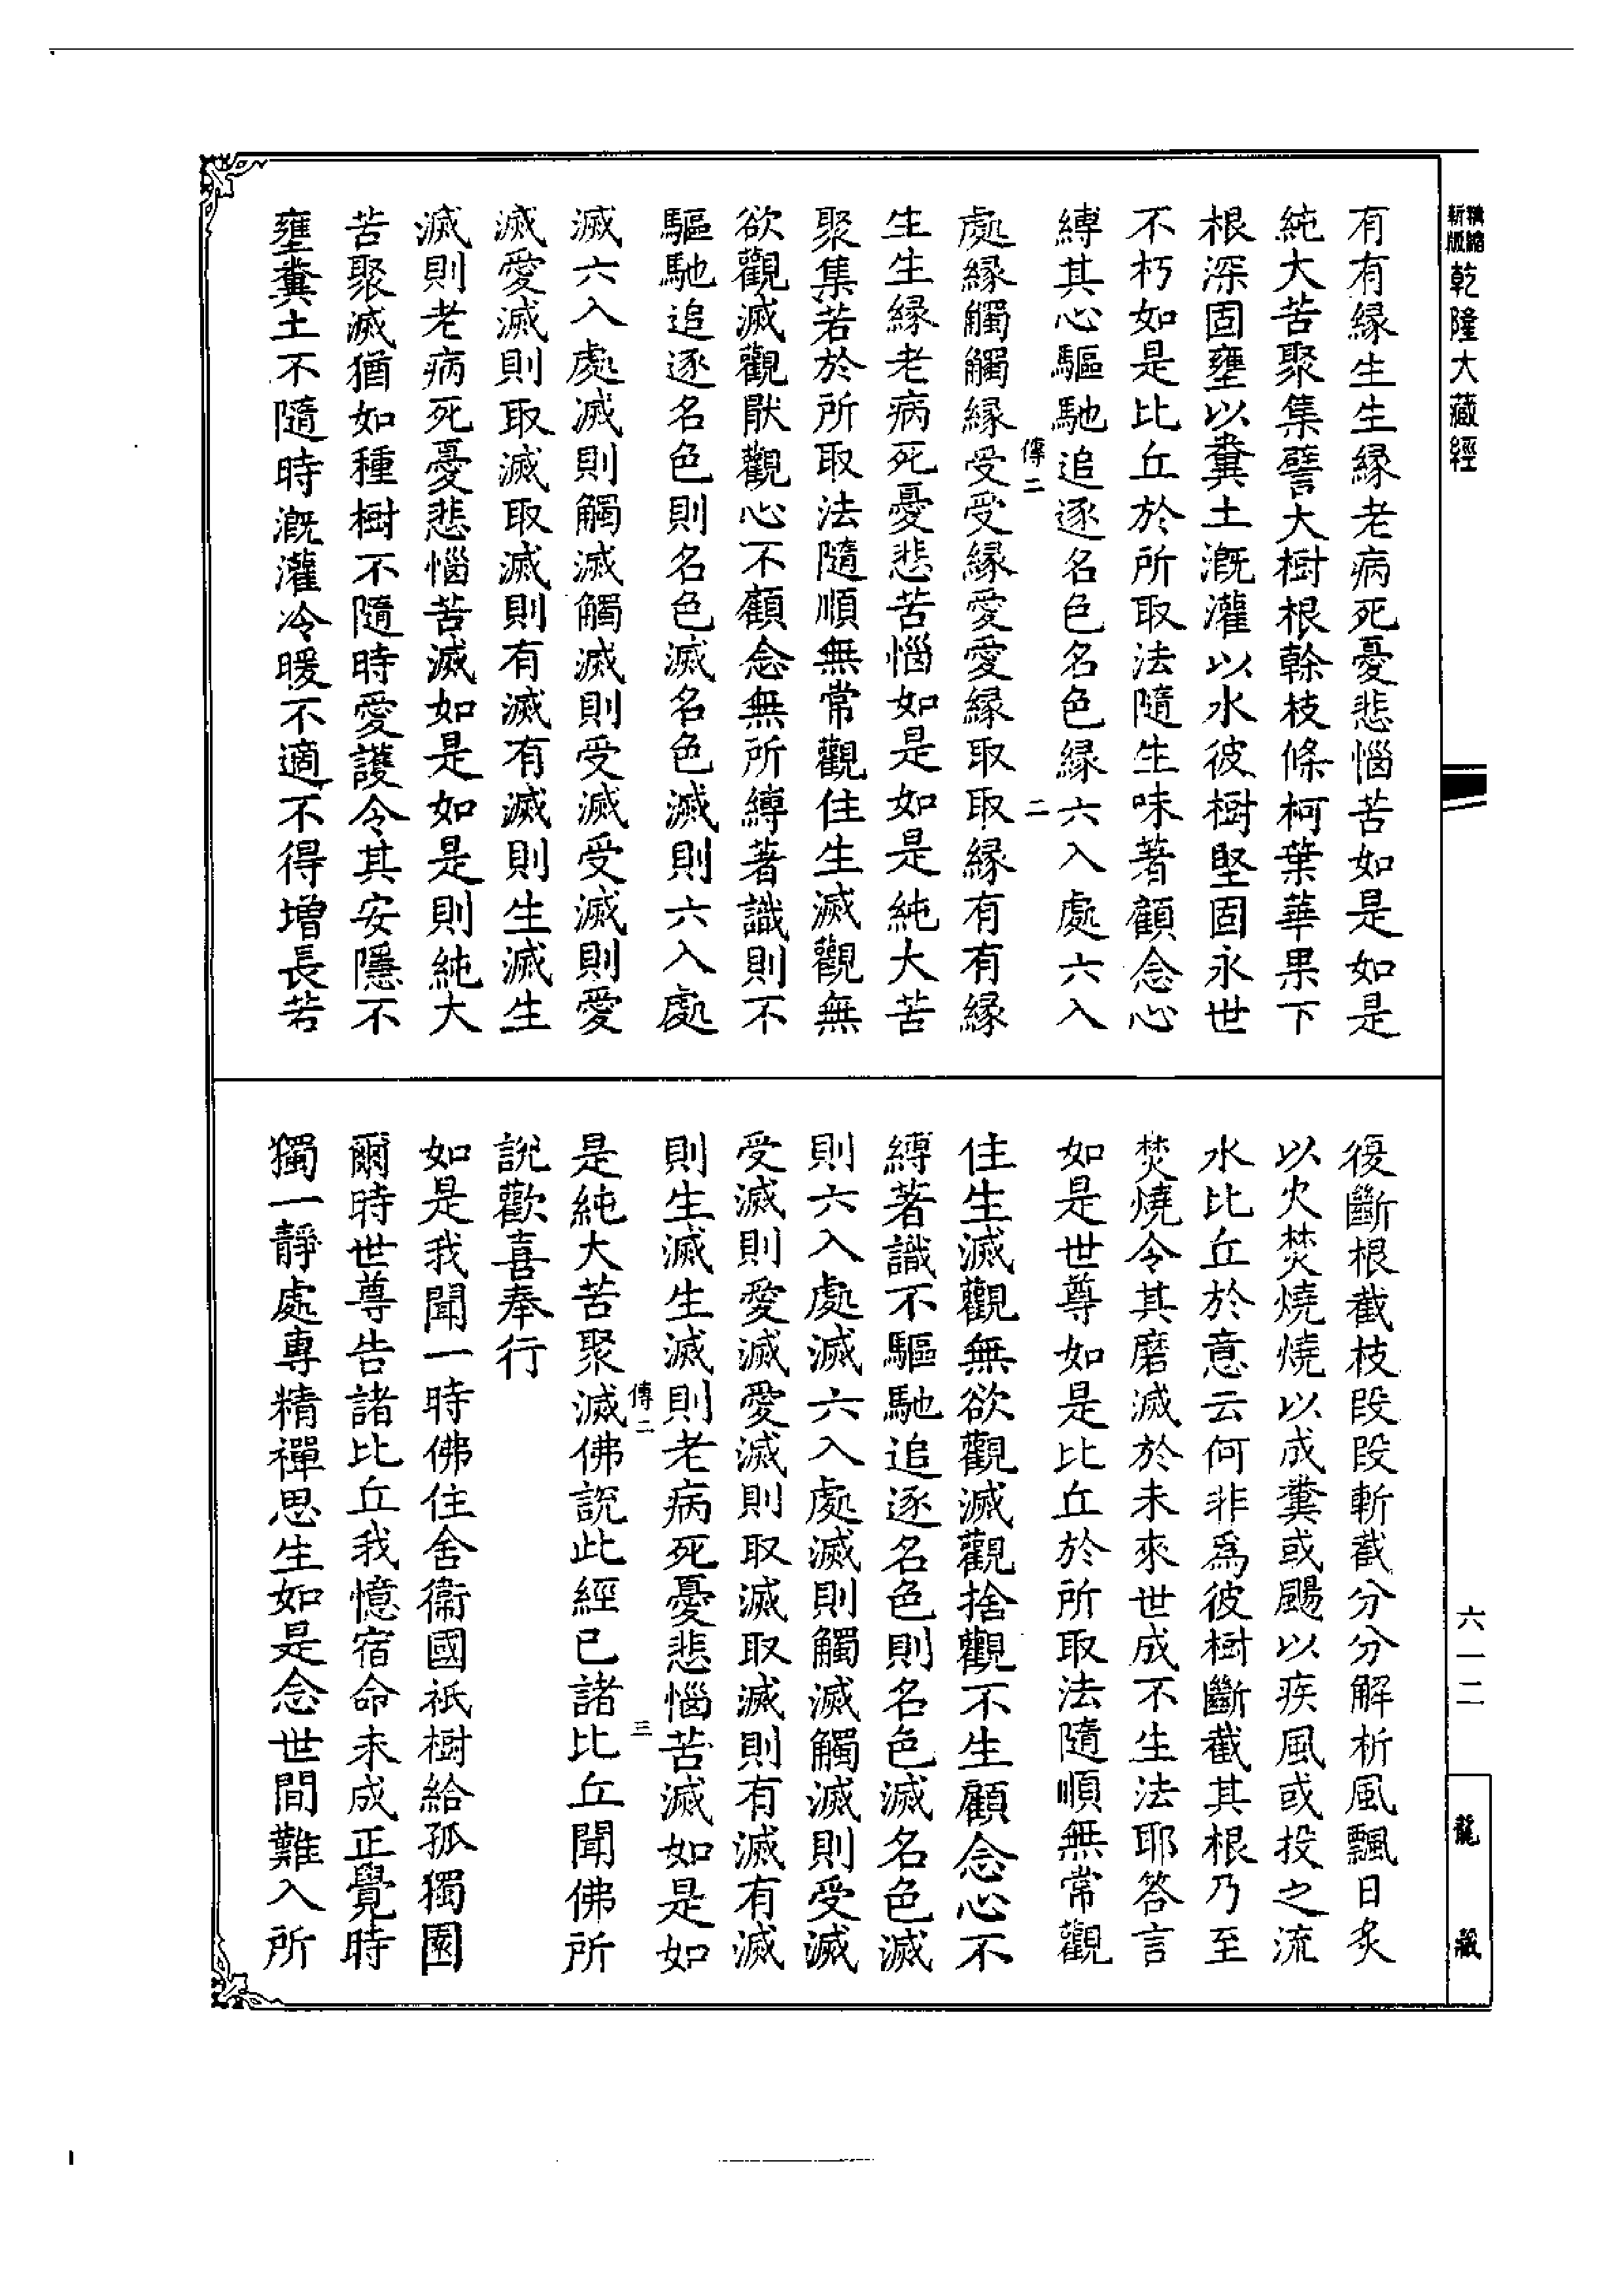 精縮新版乾隆大藏經
六一二
龍藏
有有緣生生緣老病死憂悲惱苦如是如是
純大苦聚集譬大樹根幹枝條柯葉華果下
根深固壅以糞土漑灌以水彼樹堅固永世
不朽如是比丘於所取法隨生味著顧念心
縛其心驅馳追逐名色名色緣六入處六入
傳二
二
處緣觸觸緣受受緣愛愛緣取取緣有有緣
生生緣老病死憂悲苦惱如是如是純大苦
聚集若於所取法隨順無常觀住生滅觀無
欲觀滅觀厭觀心不顧念無所縛著識則不
驅馳追逐名色則名色滅名色滅則六入處
滅六入處滅則觸滅觸滅則受滅受滅則愛
滅愛滅則取滅取滅則有滅有滅則生滅生
滅則老病死憂悲惱苦滅如是如是則純大
苦聚滅猶如種樹不隨時愛護令其安隱不
壅糞土不隨時漑灌冷暖不適不得增長若
復斷根截枝段段斬截分分解析風飄日炙
以火焚燒燒以成糞或颺以疾風或投之流
水比丘於意云何非為彼樹斷截其根乃至
焚燒令其磨滅於未來世成不生法耶答言
如是世尊如是比丘於所取法隨順無常觀
住生滅觀無欲觀滅觀捨觀不生顧念心不
縛著識不驅馳追逐名色則名色滅名色滅
則六入處滅六入處滅則觸滅觸滅則受滅
受滅則愛滅愛滅則取滅取滅則有滅有滅
則生滅生滅則老病死憂悲惱苦滅如是如
傳二
三
是純大苦聚滅佛說此經已諸比丘聞佛所
說歡喜奉行
如是我聞一時佛住舍衞國祇樹給孤獨園
爾時世尊告諸比丘我憶宿命未成正覺時
獨一靜處專精禪思生如是念世間難入所